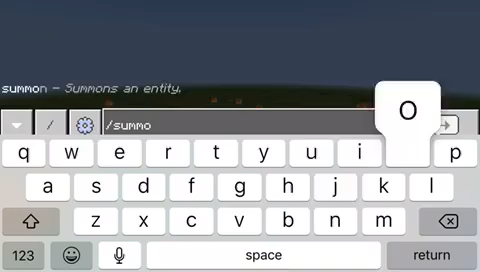 summon – Summons an entity.
/ /summo
O
q w e r t y u i p
a s d f g h j k l
z x c v b n m
123 space return